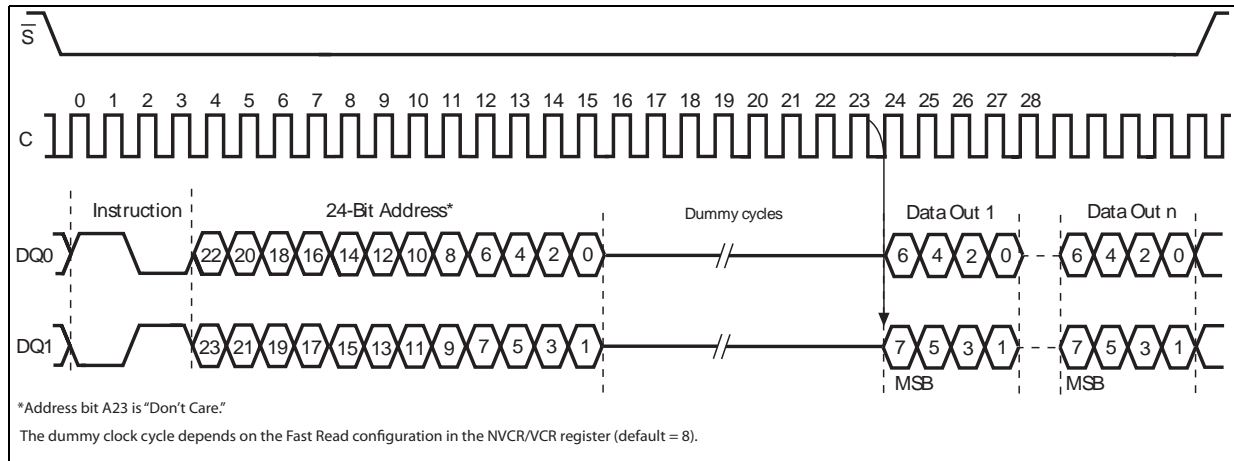 S
0 1 2 3 4 5 6 7 8 9 10 11 12 13 14 15 16 17 18 19 20 21 22 23 24 25 26 27 28
C
Instruction 24-Bit Address* Dummy cycles Data Out 1 Data Out n
DQ0 22 20 18 16 14 12 10 8 6 4 2 0 6 4 2 0 6 4 2 0
DQ1 23 21 19 17 15 13 11 9 7 5 3 1 7 5 3 1 7 5 3 1
MSB MSB
*Address bit A23 is "Don't Care."
The dummy clock cycle depends on the Fast Read configuration in the NVCR/VCR register (default = 8).